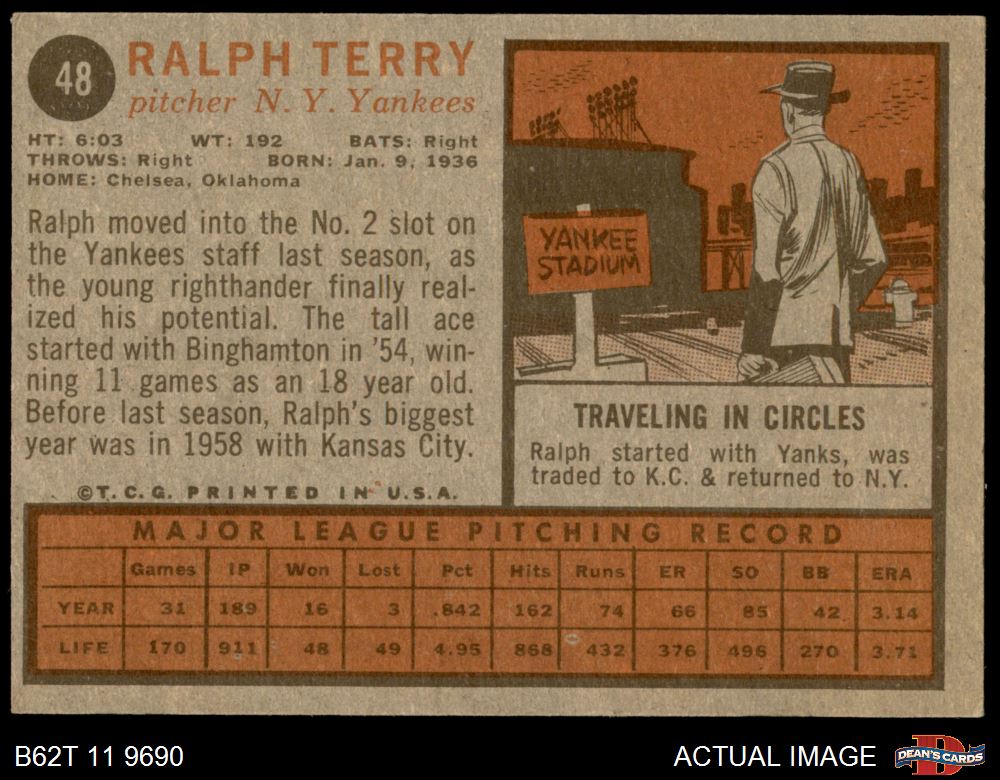 48
RALPH TERRY
pitcher N. Y. Yankees
HT: 6:03 WT: 192 BATS: Right
THROWS: Right BORN: Jan. 9, 1936
HOME: Chelsea, Oklahoma
Ralph moved into the No. 2 slot on
the Yankees staff last season, as
the young righthander finally real-
ized his potential. The tall ace
started with Binghamton in '54, win-
ning 11 games as an 18 year old.
Before last season, Ralph's biggest
year was in 1958 with Kansas City.
©T.C.G. PRINTED IN U.S.A.
YANKEE
STADIUM
TRAVELING IN CIRCLES
Ralph started with Yanks, was
traded to K.C. & returned to N.Y.
MAJOR LEAGUE PITCHING RECORD
Games IP Won Lost Pct Hits Runs ER SO BB ERA
YEAR 31 189 16 3 .842 162 74 66 85 42 3.14
LIFE 170 911 48 49 4.95 868 432 376 496 270 3.71
B62T 11 9690
ACTUAL IMAGE
D
DEAN'S CARDS